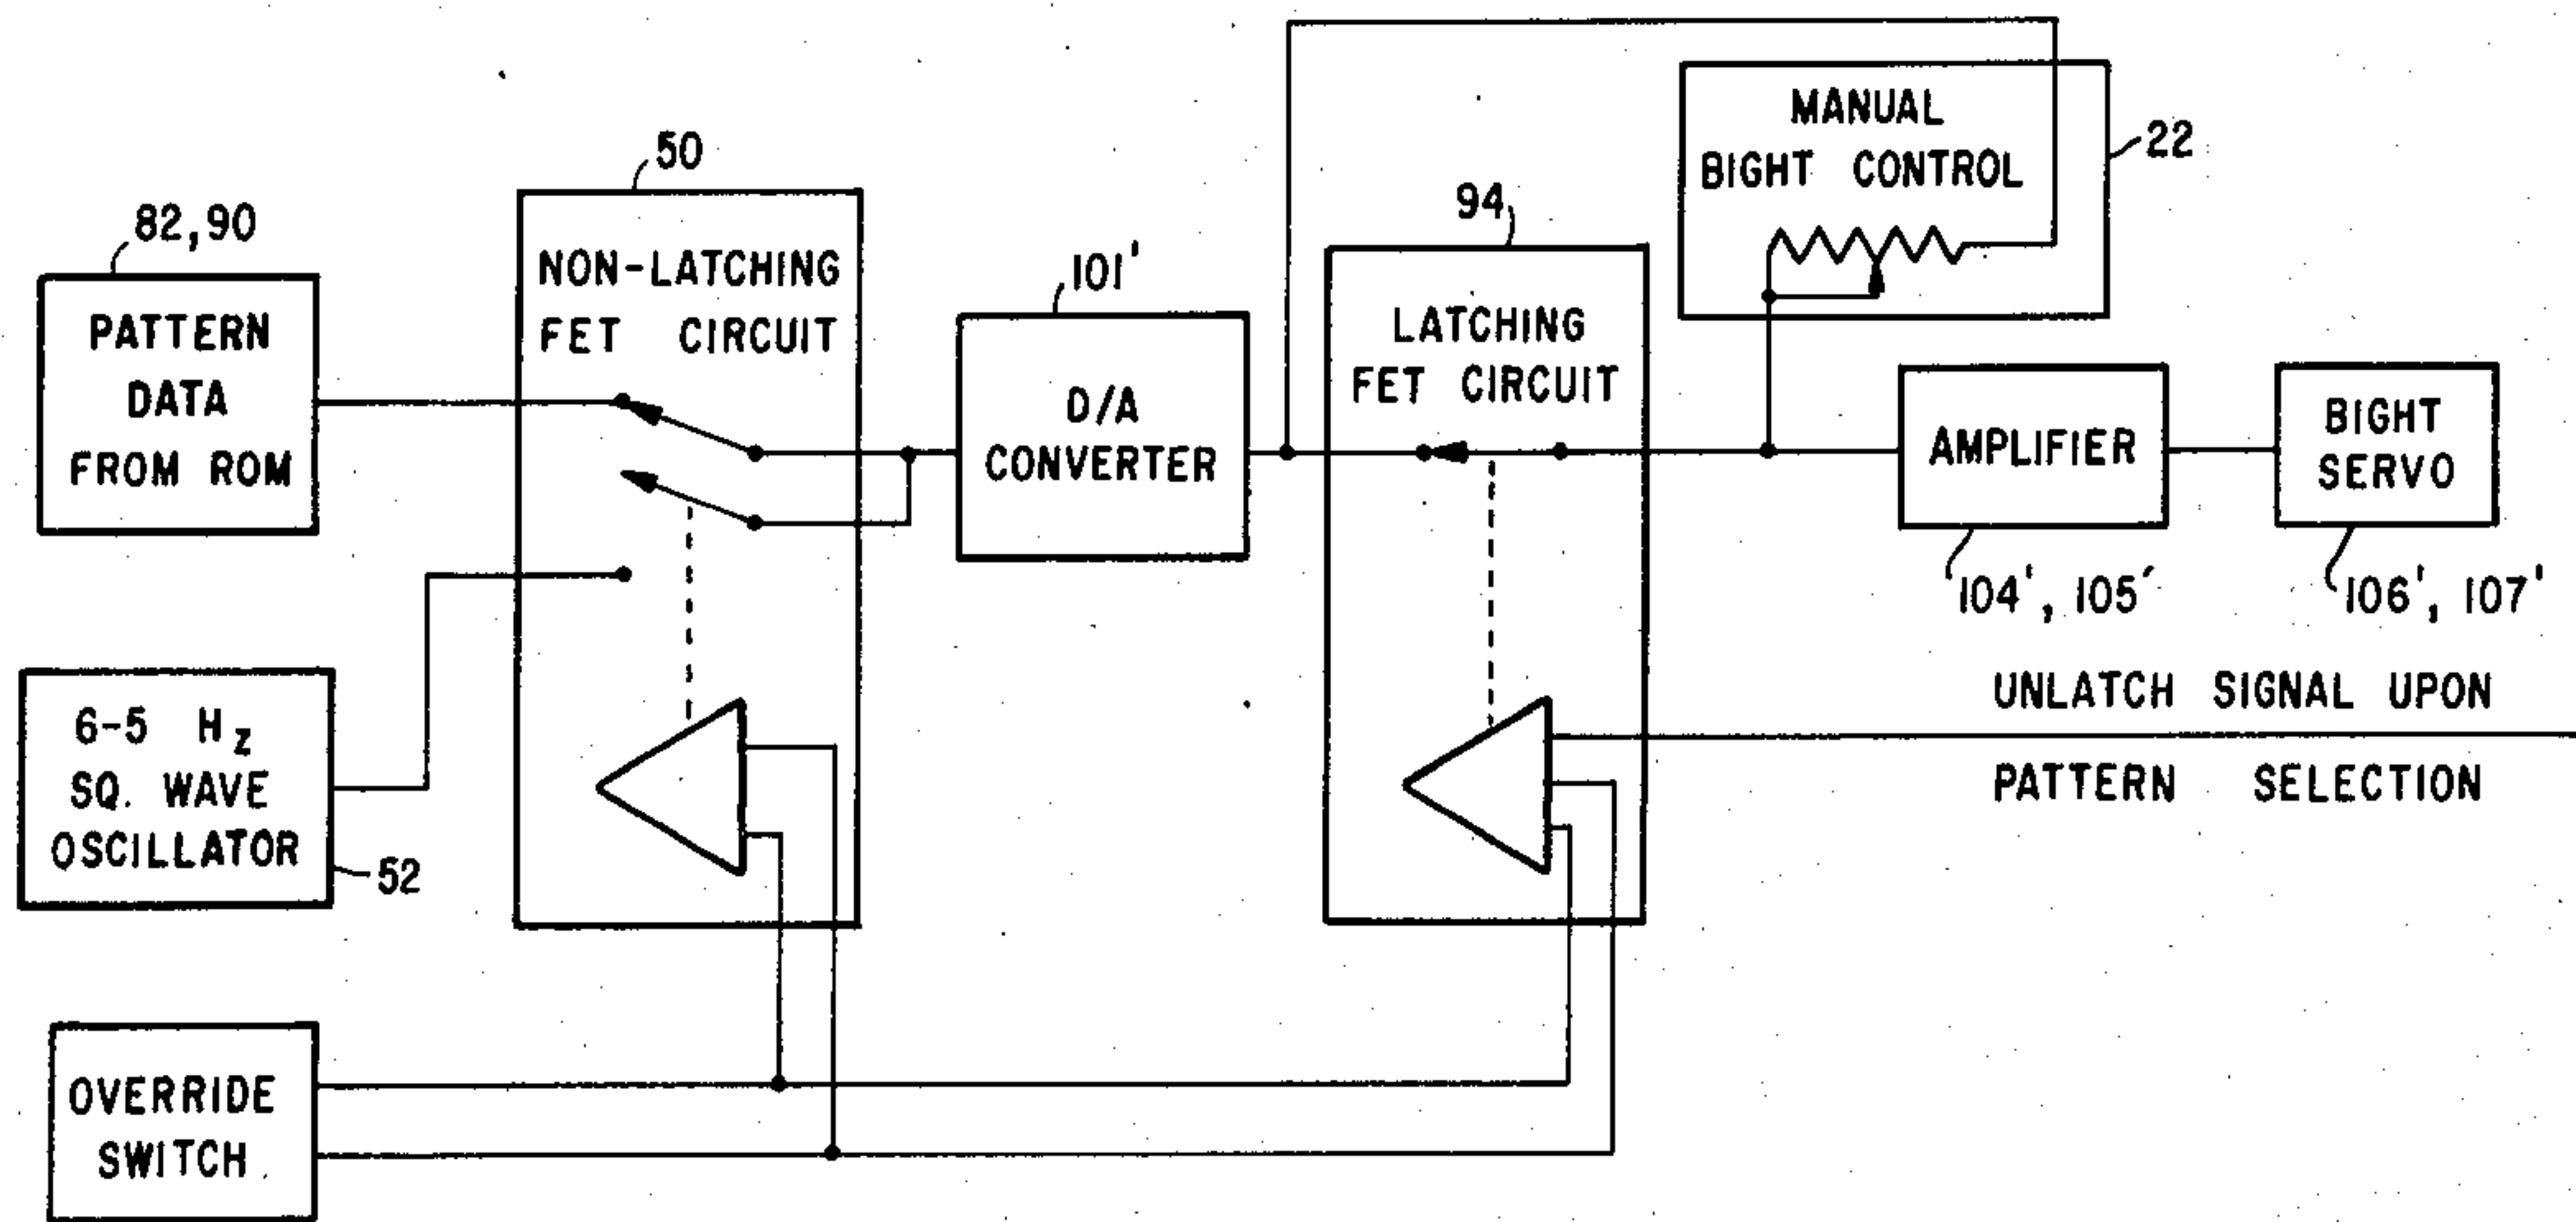 82,90
PATTERN
DATA
FROM ROM
50
NON-LATCHING
FET CIRCUIT
101'
D/A
CONVERTER
94
LATCHING
FET CIRCUIT
MANUAL
BIGHT CONTROL
22
AMPLIFIER
104', 105'
BIGHT
SERVO
106', 107'
6-5 Hz
SQ. WAVE
OSCILLATOR
52
UNLATCH SIGNAL UPON
PATTERN SELECTION
OVERRIDE
SWITCH